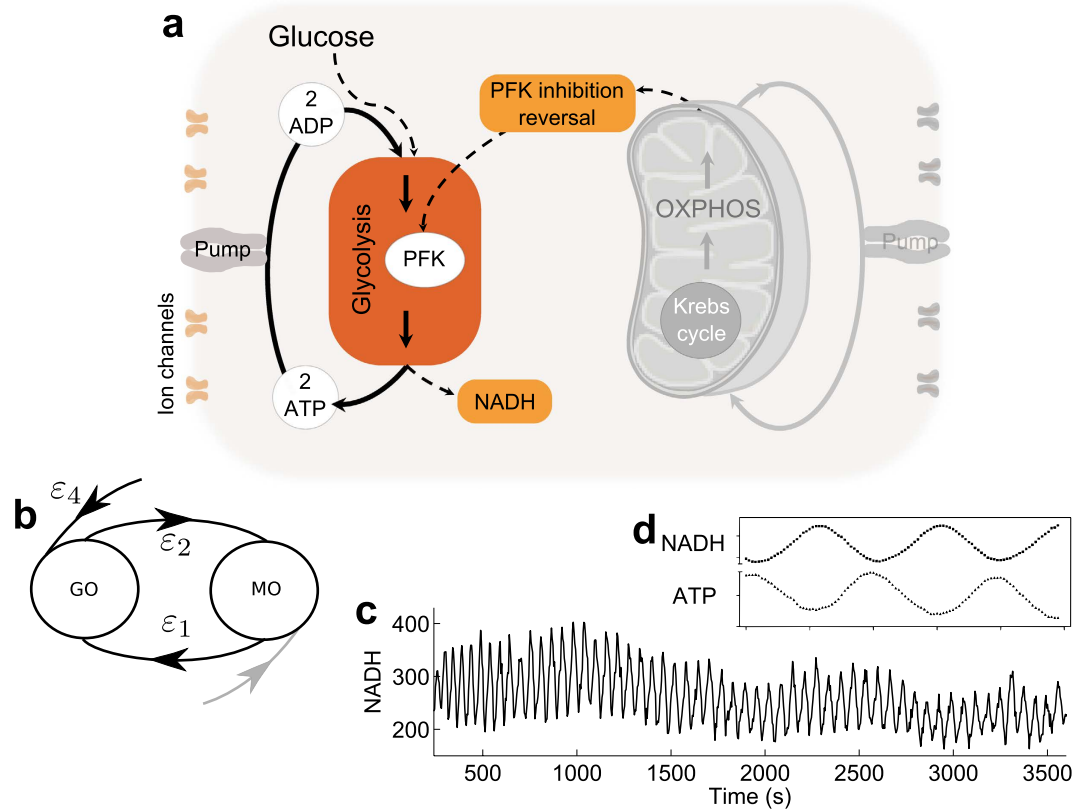 a
Glucose
2
ADP
PFK inhibition
reversal
OXPHOS
Glycolysis
PFK
Pump
Pump
Krebs
cycle
Ion channels
2
ATP
NADH
b
ε4
ε2
GO
MO
ε1
c
NADH
400
300
200
500
1000
1500
2000
2500
3000
3500
Time (s)
d
NADH
ATP